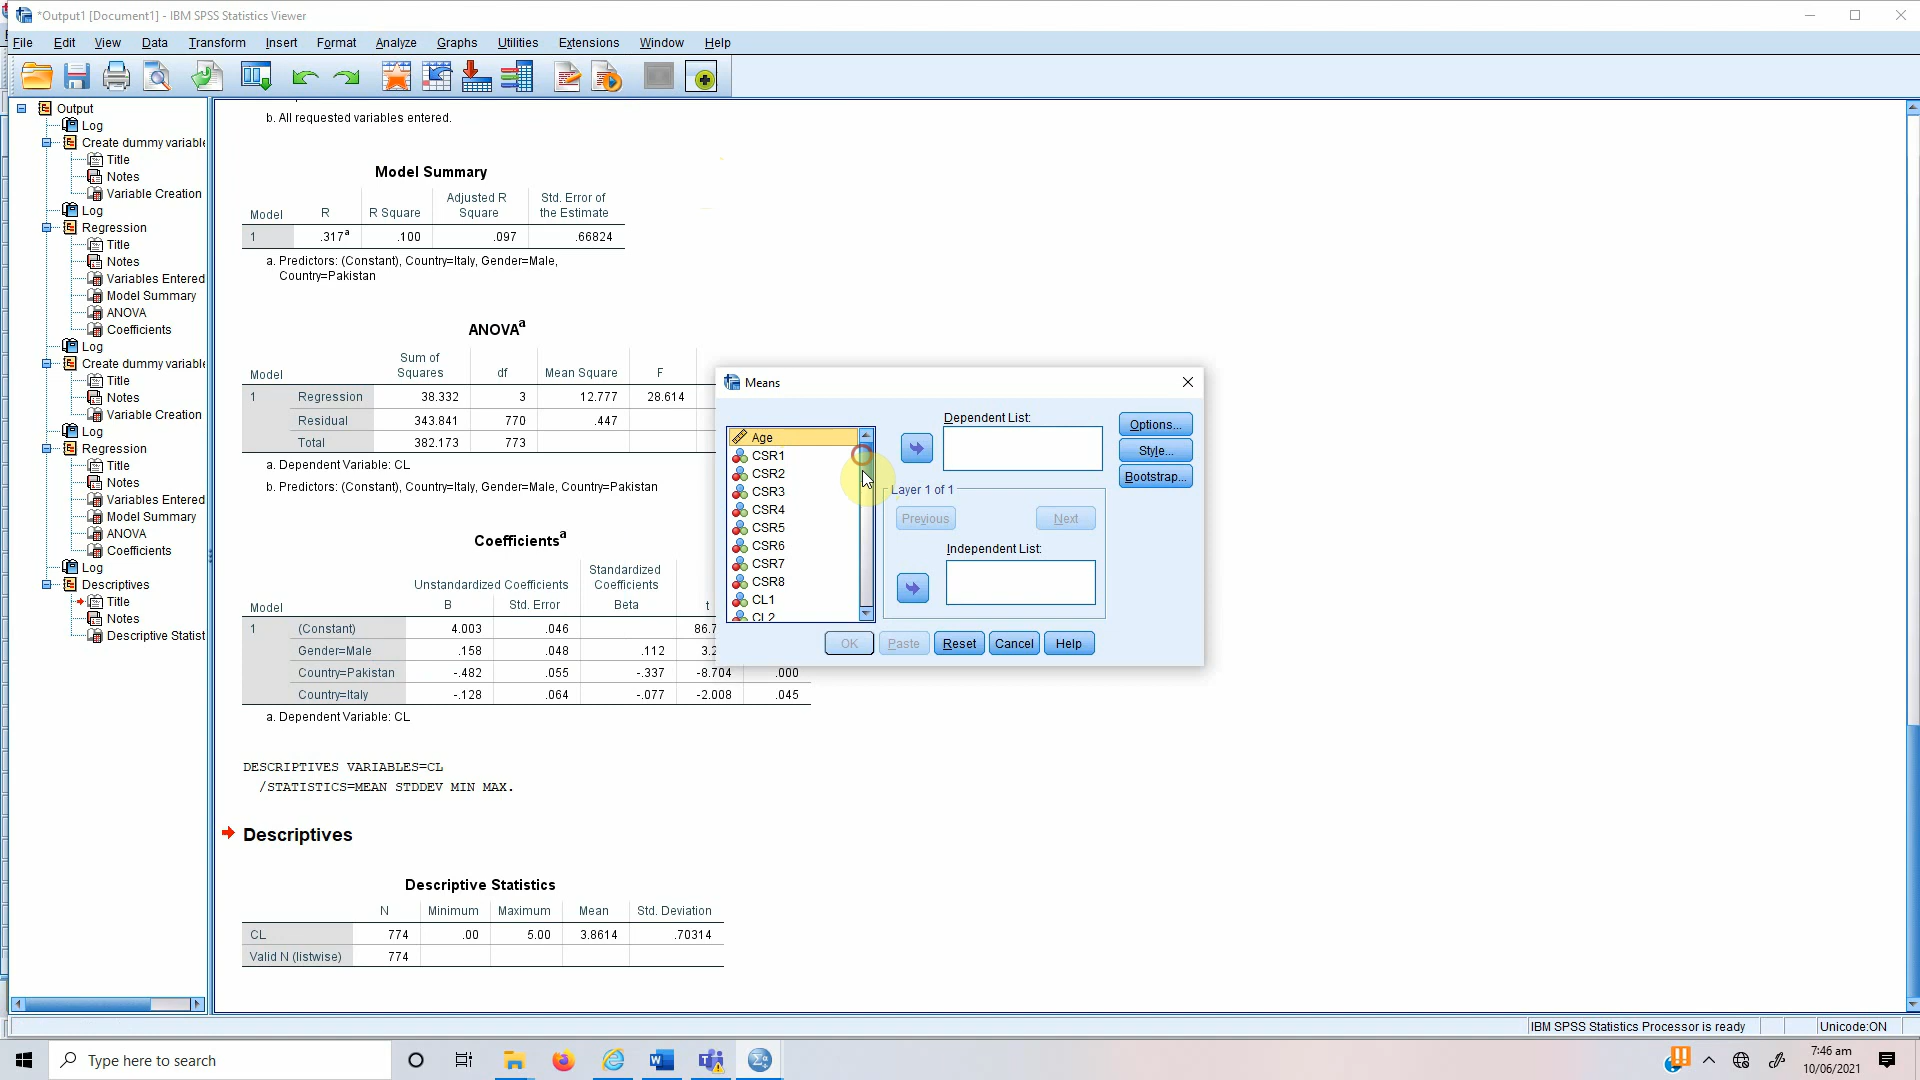 *Output1 [Document1] - IBM SPSS Statistics Viewer
File Edit View Data Transform Insert Format Analyze Graphs Utilities Extensions Window Help
Output
Log
Create dummy variable
Title
Notes
Variable Creation
Log
Regression
Title
Notes
Variables Entered
Model Summary
ANOVA
Coefficients
Log
Create dummy variable
Title
Notes
Variable Creation
Log
Regression
Title
Notes
Variables Entered
Model Summary
ANOVA
Coefficients
Log
Descriptives
Title
Notes
Descriptive Statist
b. All requested variables entered.
Model Summary
Model R R Square Adjusted R Square Std. Error of the Estimate
1 .317a .100 .097 .66824
a. Predictors: (Constant), Country=Italy, Gender=Male,
Country=Pakistan
ANOVAa
Model Sum of Squares df Mean Square F
1 Regression 38.332 3 12.777 28.614
Residual 343.841 770 .447
Total 382.173 773
a. Dependent Variable: CL
b. Predictors: (Constant), Country=Italy, Gender=Male, Country=Pakistan
Coefficientsa
Unstandardized Coefficients Standardized Coefficients
Model B Std. Error Beta t
1 (Constant) 4.003 .046 86.7
Gender=Male .158 .048 .112 3.2
Country=Pakistan -.482 .055 -.337 -8.704 .000
Country=Italy -.128 .064 -.077 -2.008 .045
a. Dependent Variable: CL
DESCRIPTIVES VARIABLES=CL
/STATISTICS=MEAN STDDEV MIN MAX.
Descriptives
Descriptive Statistics
N Minimum Maximum Mean Std. Deviation
CL 774 .00 5.00 3.8614 .70314
Valid N (listwise) 774
Means
Age
CSR1
CSR2
CSR3
CSR4
CSR5
CSR6
CSR7
CSR8
CL1
CL2
Dependent List:
Layer 1 of 1
Previous Next
Independent List:
Options...
Style...
Bootstrap...
OK Paste Reset Cancel Help
IBM SPSS Statistics Processor is ready Unicode:ON
Type here to search
7:46 am
10/06/2021